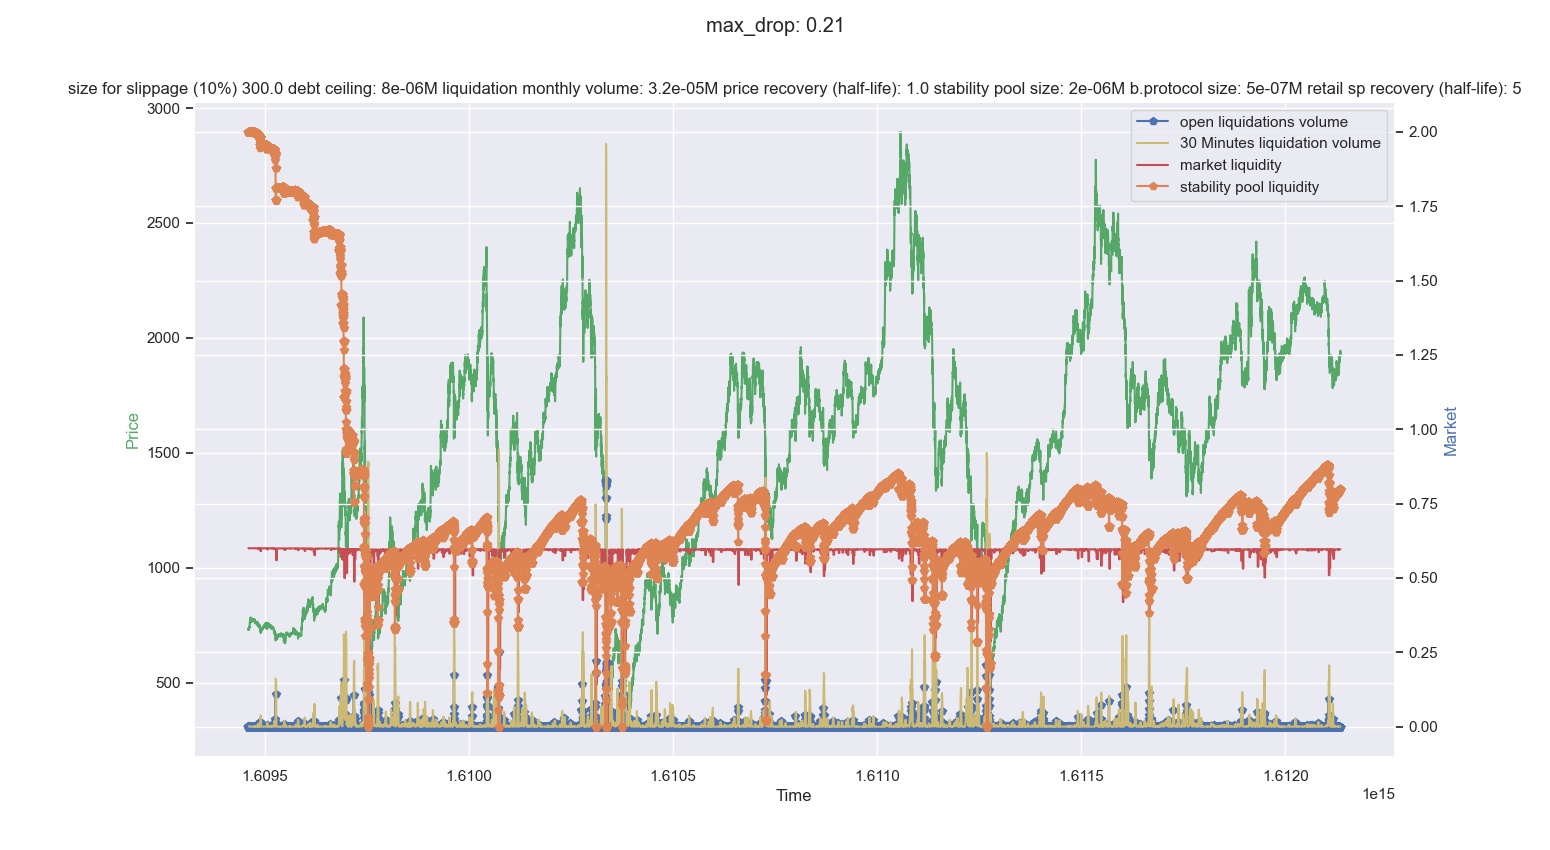 max_drop: 0.21
size for slippage (10%) 300.0 debt ceiling: 8e-06M liquidation monthly volume: 3.2e-05M price recovery (half-life): 1.0 stability pool size: 2e-06M b.protocol size: 5e-07M retail sp recovery (half-life): 5
3000
2500
2000
1500
1000
500
Price
open liquidations volume
30 Minutes liquidation volume
market liquidity
stability pool liquidity
2.00
1.75
1.50
1.25
1.00
0.75
0.50
0.25
0.00
Market
1.6095 1.6100 1.6105 1.6110 1.6115 1.6120
Time
1e15